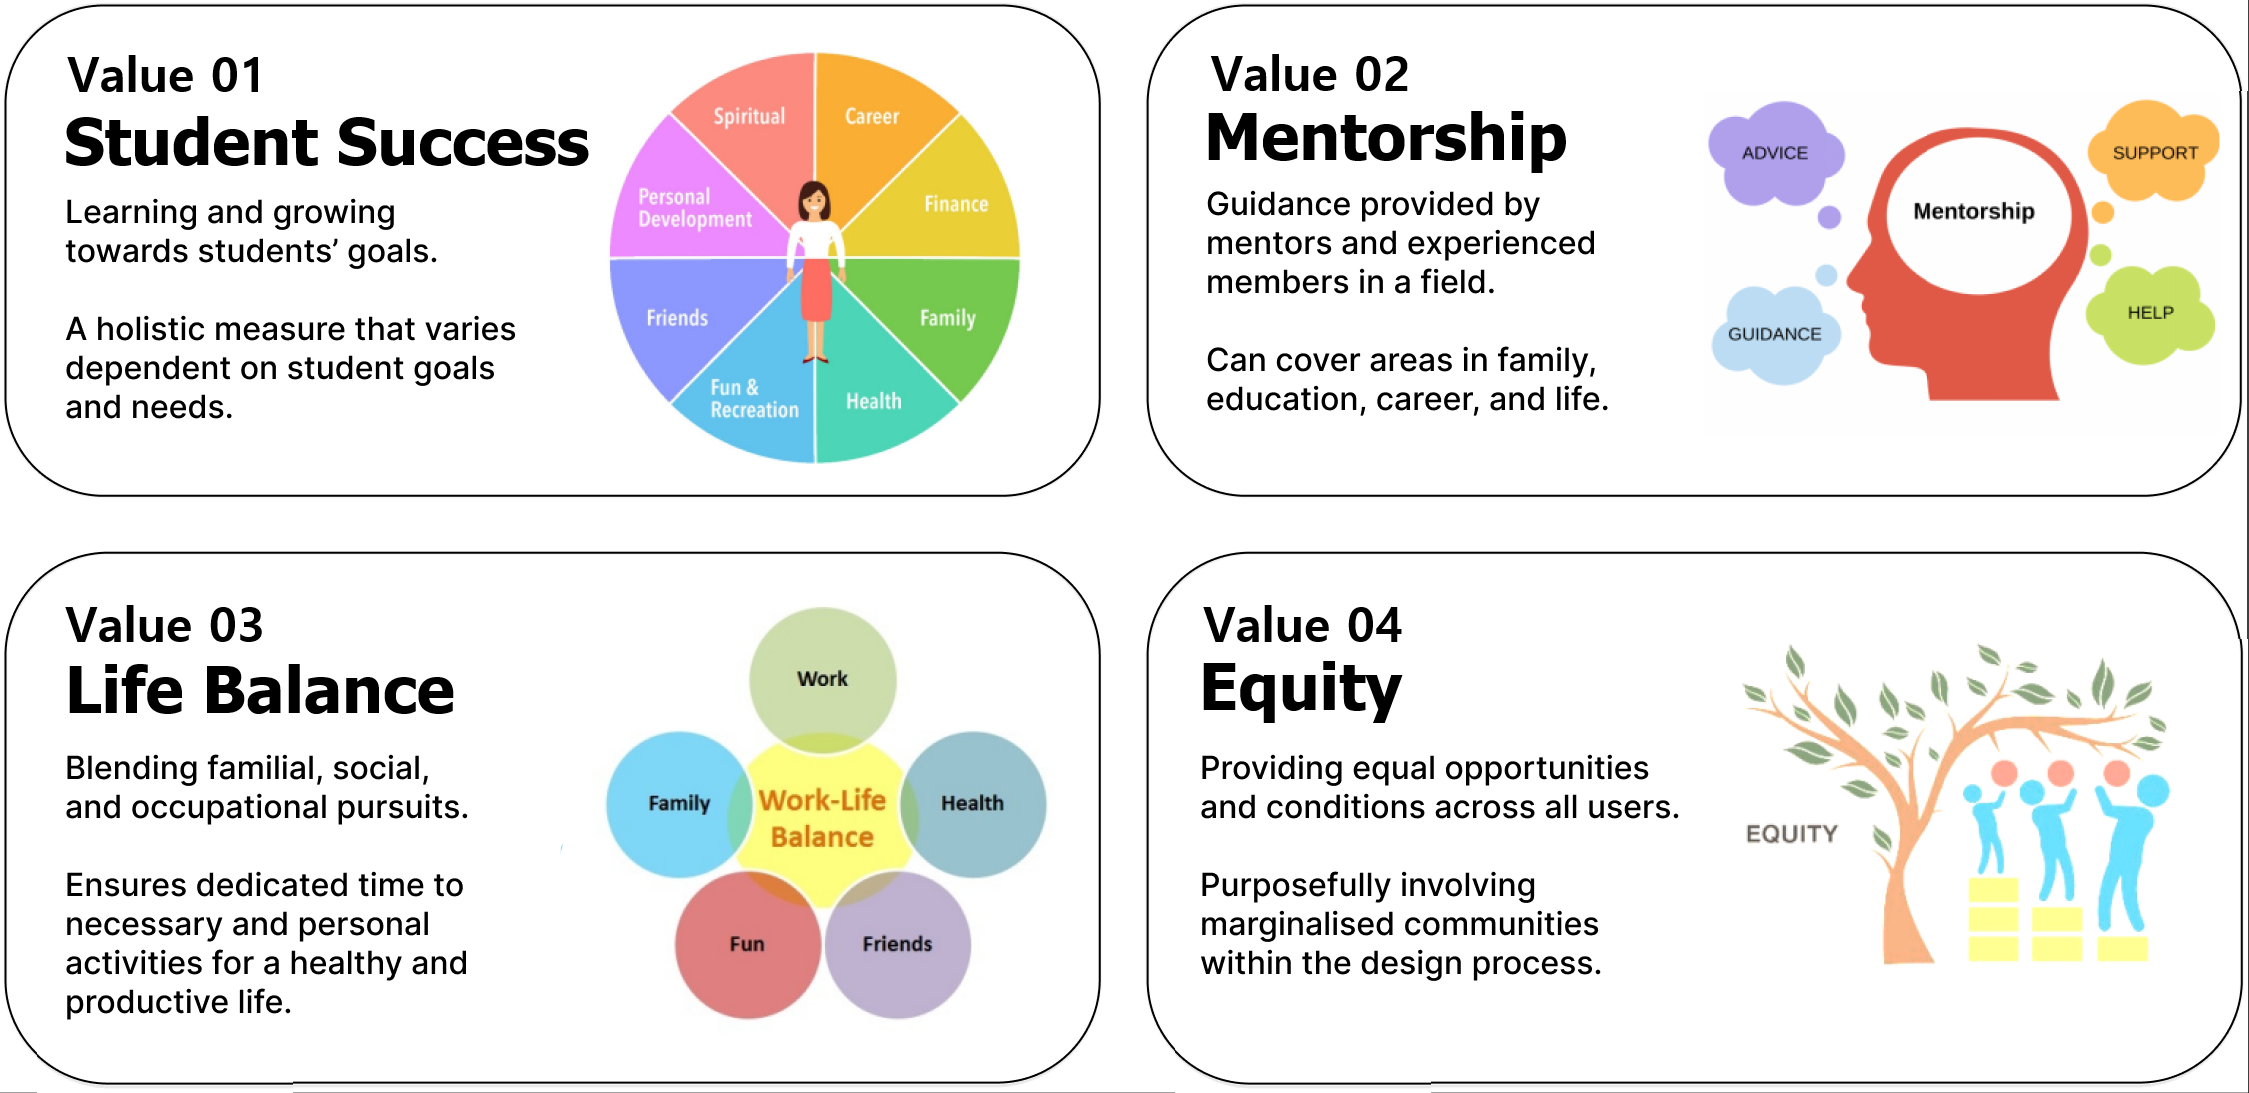 Value 01
Student Success
Learning and growing
towards students’ goals.
A holistic measure that varies
dependent on student goals
and needs.
Spiritual
Career
Personal
Development
Finance
Friends
Family
Fun &
Recreation
Health
Value 02
Mentorship
Guidance provided by
mentors and experienced
members in a field.
Can cover areas in family,
education, career, and life.
ADVICE
SUPPORT
Mentorship
GUIDANCE
HELP
Value 03
Life Balance
Blending familial, social,
and occupational pursuits.
Ensures dedicated time to
necessary and personal
activities for a healthy and
productive life.
Work
Family
Work-Life
Balance
Health
Fun
Friends
Value 04
Equity
Providing equal opportunities
and conditions across all users.
Purposefully involving
marginalised communities
within the design process.
EQUITY